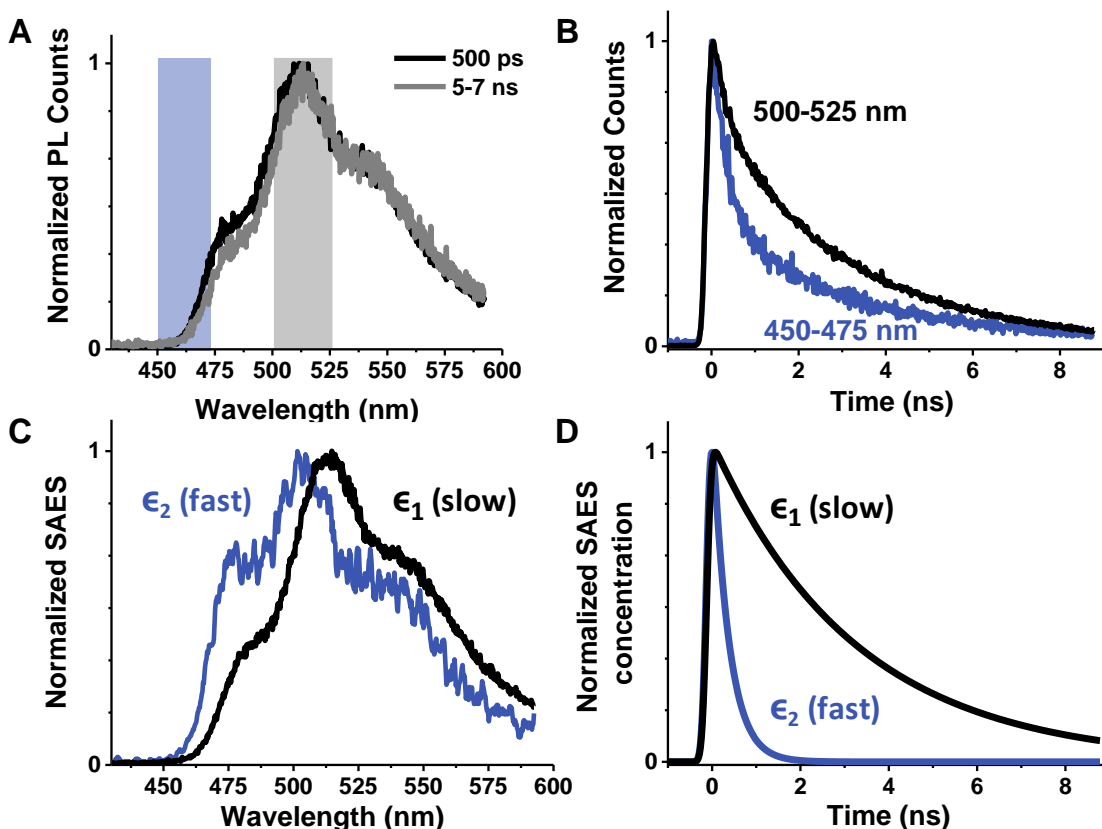 A
Normalized PL Counts
1
0
500 ps
5-7 ns
450 475 500 525 550 575 600
Wavelength (nm)
B
Normalized Counts
1
0
500-525 nm
450-475 nm
0 2 4 6 8
Time (ns)
C
Normalized SAES
1
0
ϵ2 (fast)
ϵ1 (slow)
450 475 500 525 550 575 600
Wavelength (nm)
D
Normalized SAES
concentration
1
0
ϵ1 (slow)
ϵ2 (fast)
0 2 4 6 8
Time (ns)